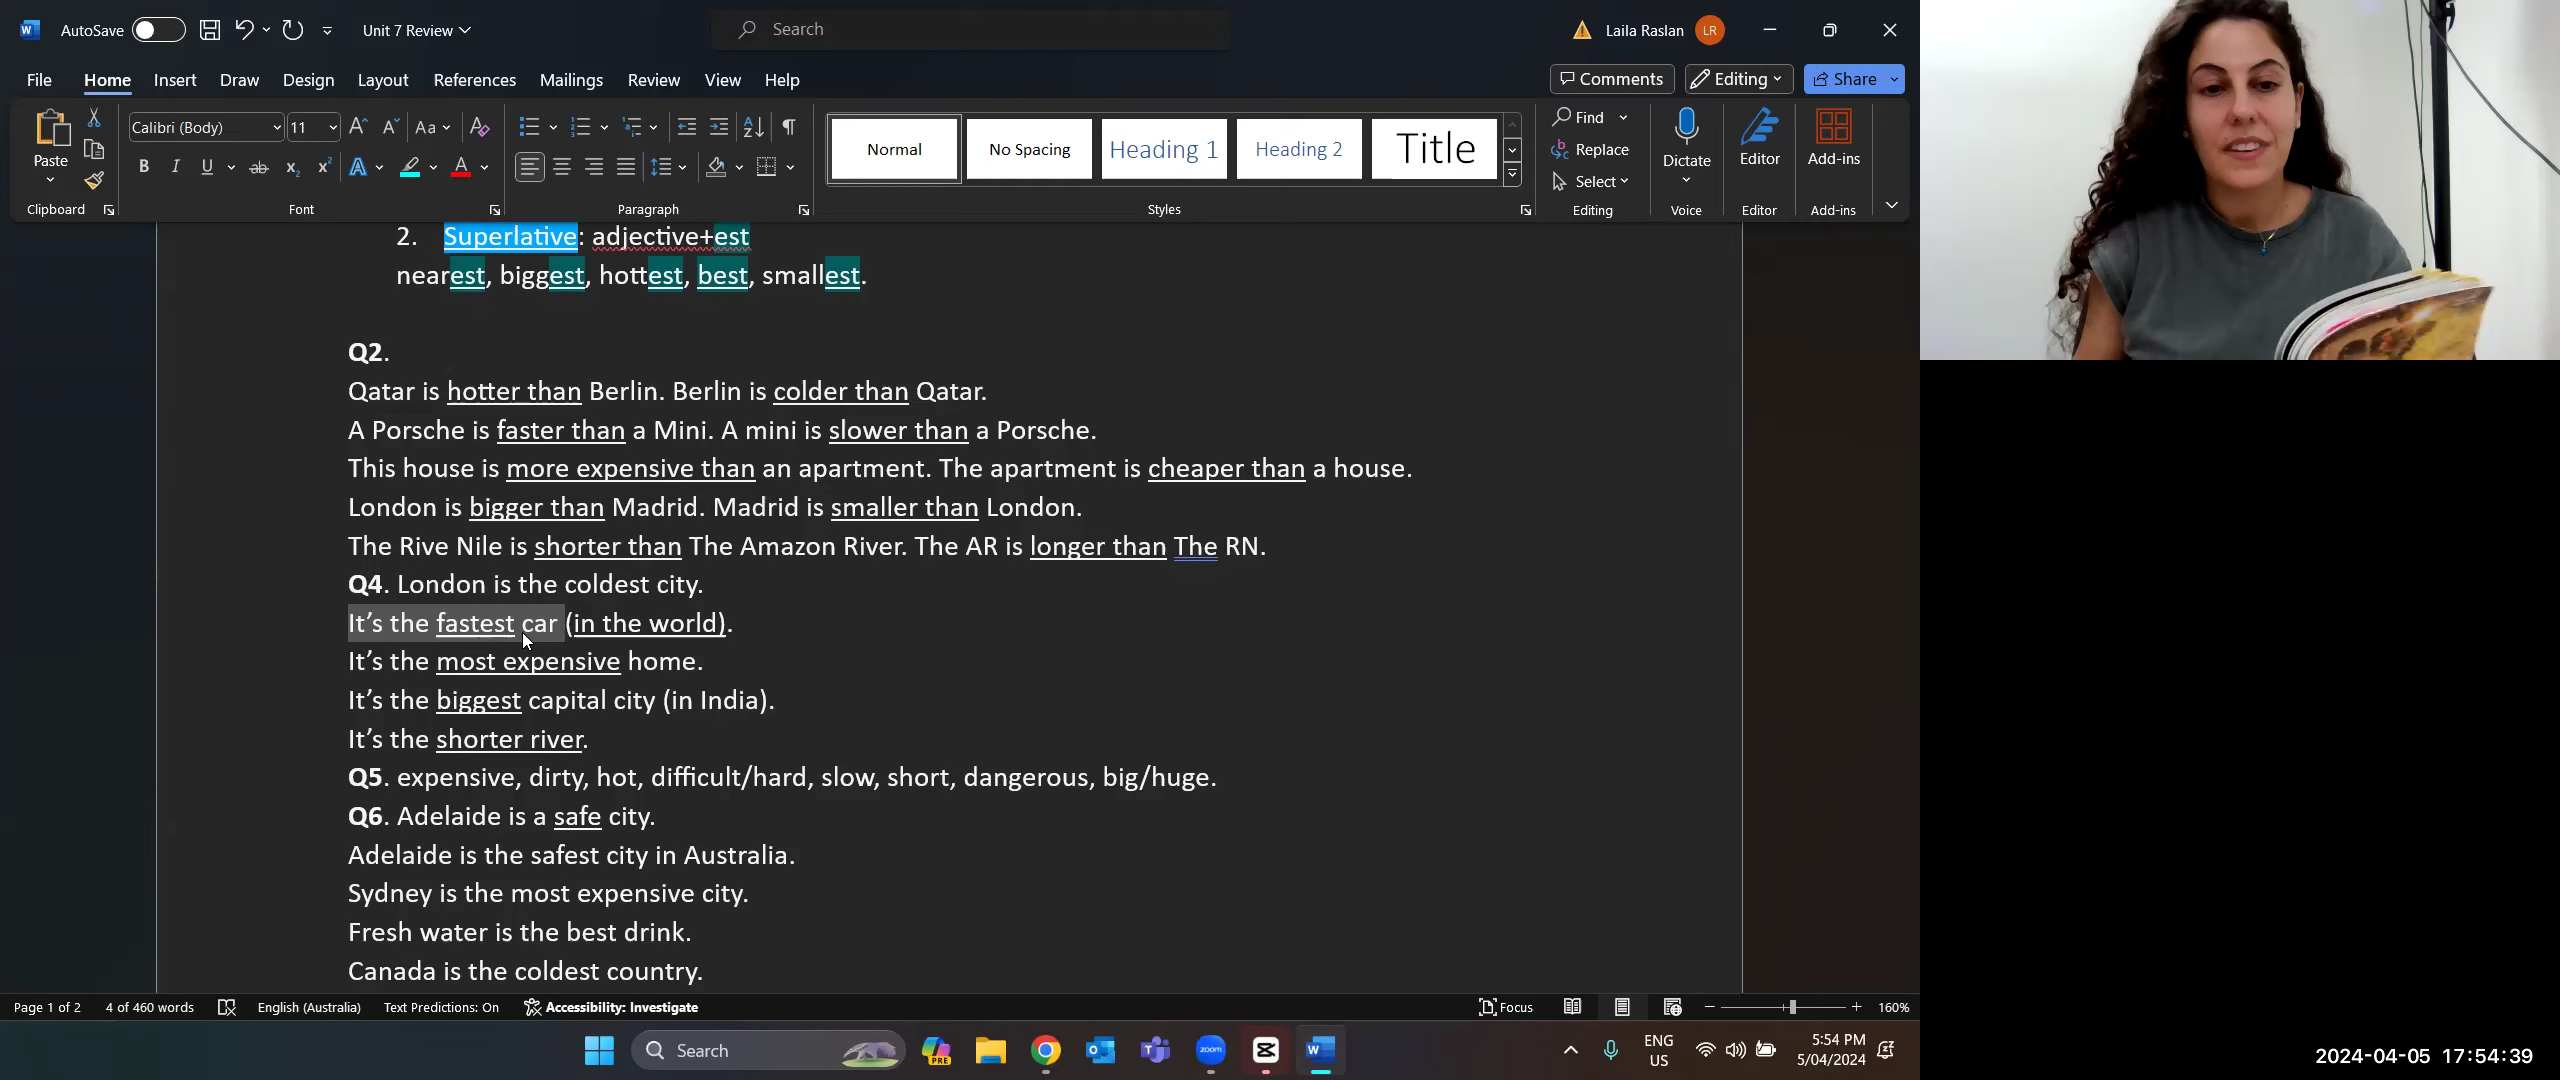 AutoSave
Unit 7 Review
Search
Laila Raslan
LR
File Home Insert Draw Design Layout References Mailings Review View Help
Comments
Editing
Share
Paste
Clipboard
Calibri (Body)
11
Font
Paragraph
Normal
No Spacing
Heading 1
Heading 2
Title
Styles
Find
Replace
Select
Editing
Dictate
Voice
Editor
Editor
Add-ins
Add-ins
2. Superlative: adjective+est
nearest, biggest, hottest, best, smallest.
Q2.
Qatar is hotter than Berlin. Berlin is colder than Qatar.
A Porsche is faster than a Mini. A mini is slower than a Porsche.
This house is more expensive than an apartment. The apartment is cheaper than a house.
London is bigger than Madrid. Madrid is smaller than London.
The Rive Nile is shorter than The Amazon River. The AR is longer than The RN.
Q4. London is the coldest city.
It’s the fastest car (in the world).
It’s the most expensive home.
It’s the biggest capital city (in India).
It’s the shorter river.
Q5. expensive, dirty, hot, difficult/hard, slow, short, dangerous, big/huge.
Q6. Adelaide is a safe city.
Adelaide is the safest city in Australia.
Sydney is the most expensive city.
Fresh water is the best drink.
Canada is the coldest country.
Page 1 of 2
4 of 460 words
English (Australia)
Text Predictions: On
Accessibility: Investigate
Focus
160%
Search
PRE
zoom
ENG
US
5:54 PM
5/04/2024
2024-04-05 17:54:39